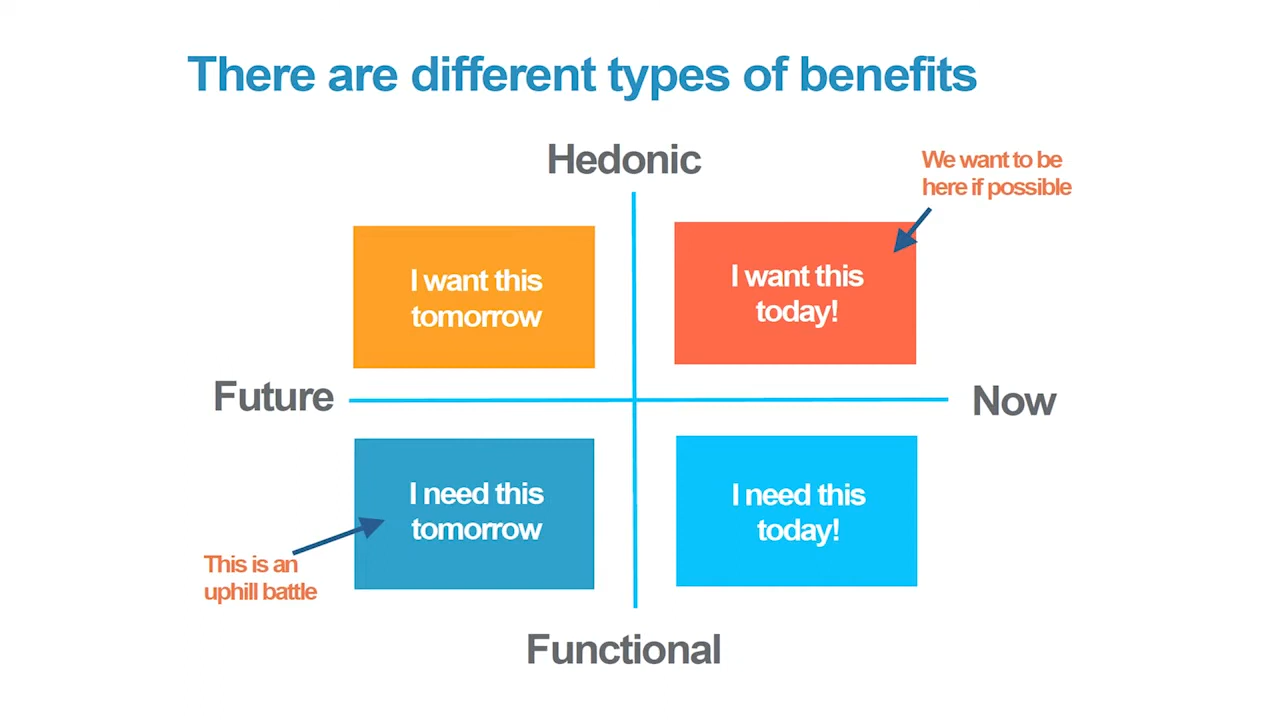 There are different types of benefits
Hedonic
We want to be
here if possible
I want this
tomorrow
I want this
today!
Future
Now
I need this
tomorrow
I need this
today!
This is an
uphill battle
Functional